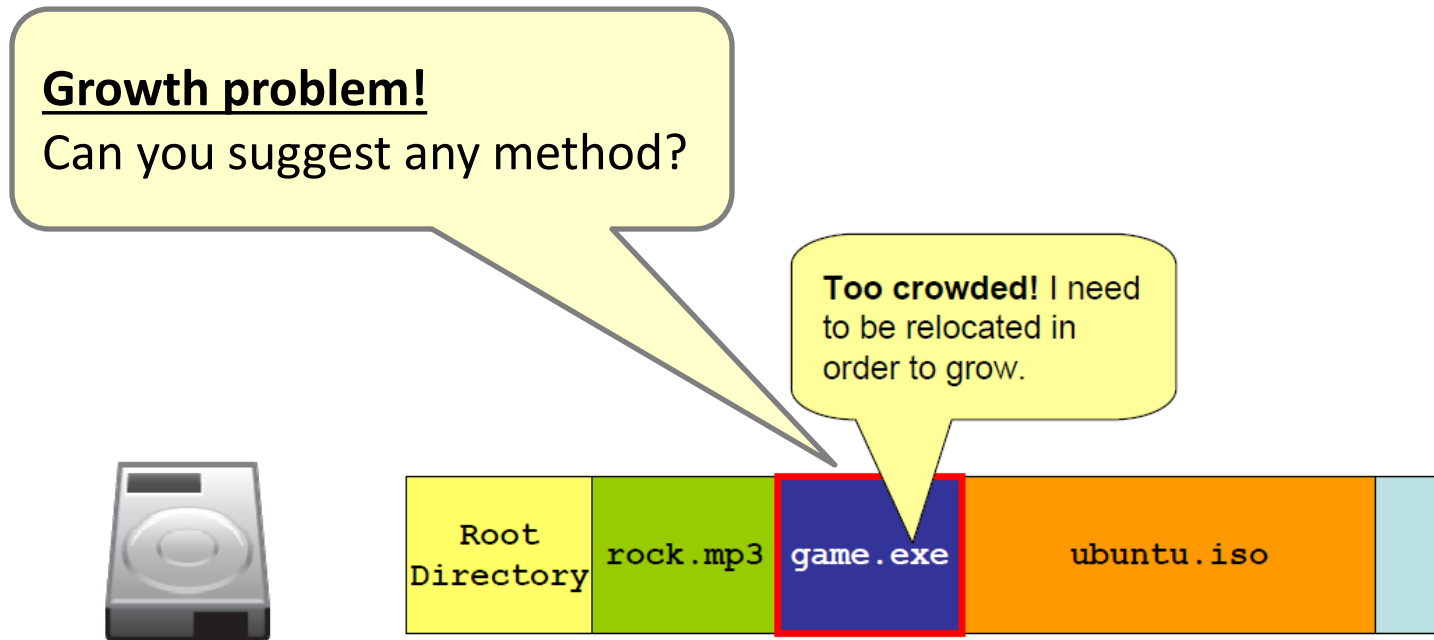 Growth problem!
Can you suggest any method?
Too crowded! I need
to be relocated in
order to grow.
Root
Directory
rock.mp3
game.exe
ubuntu.iso